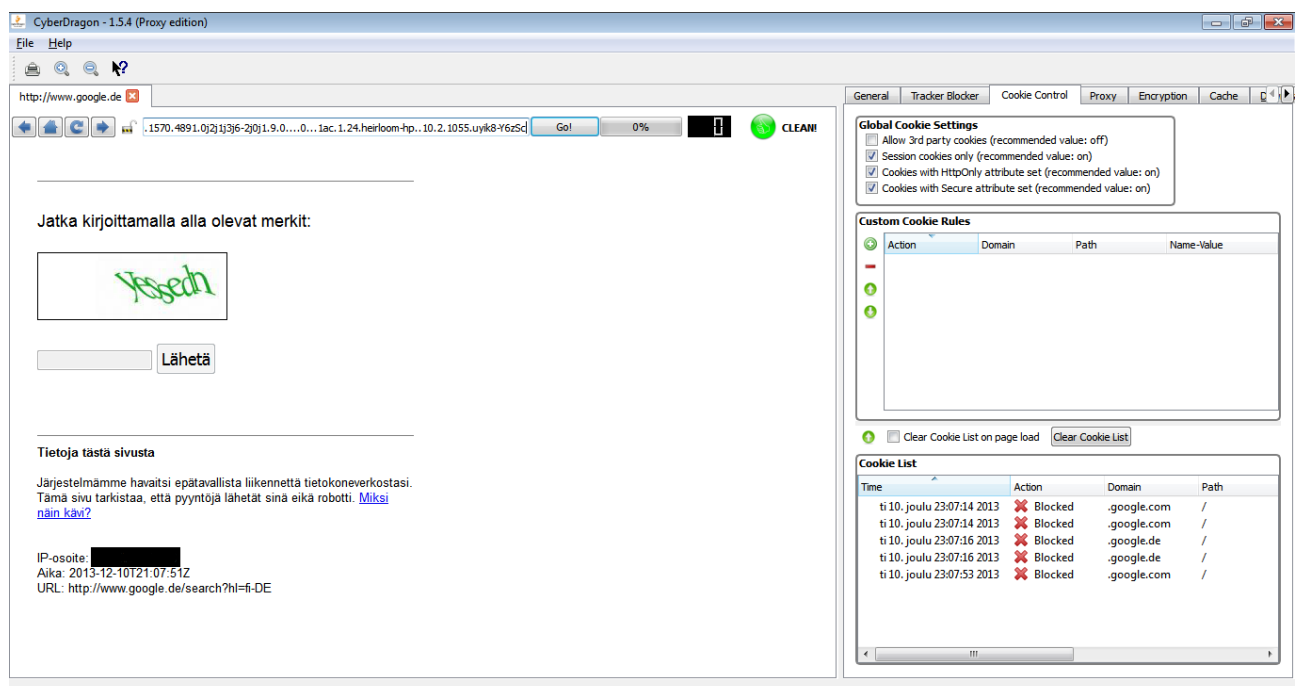 CyberDragon - 1.5.4 (Proxy edition)
File Help
http://www.google.de
.1570.4891.0j2j1j3j6-2j0j1.9.0....0...1ac.1.24.heirloom-hp..10.2.1055.uyik8-Y6zSc Go! 0% 0 CLEAN!
Jatka kirjoittamalla alla olevat merkit:
Lähetä
Tietoja tästä sivusta
Järjestelmämme havaitsi epätavallista liikennettä tietokoneverkostasi.
Tämä sivu tarkistaa, että pyyntöjä lähetät sinä eikä robotti. Miksi
näin kävi?
IP-osoite:
Aika: 2013-12-10T21:07:51Z
URL: http://www.google.de/search?hl=fi-DE
General Tracker Blocker Cookie Control Proxy Encryption Cache
Global Cookie Settings
Allow 3rd party cookies (recommended value: off)
Session cookies only (recommended value: on)
Cookies with HttpOnly attribute set (recommended value: on)
Cookies with Secure attribute set (recommended value: on)
Custom Cookie Rules
Action Domain Path Name-Value
Clear Cookie List on page load Clear Cookie List
Cookie List
Time Action Domain Path
ti 10. joulu 23:07:14 2013 Blocked .google.com /
ti 10. joulu 23:07:14 2013 Blocked .google.com /
ti 10. joulu 23:07:16 2013 Blocked .google.de /
ti 10. joulu 23:07:16 2013 Blocked .google.de /
ti 10. joulu 23:07:53 2013 Blocked .google.com /